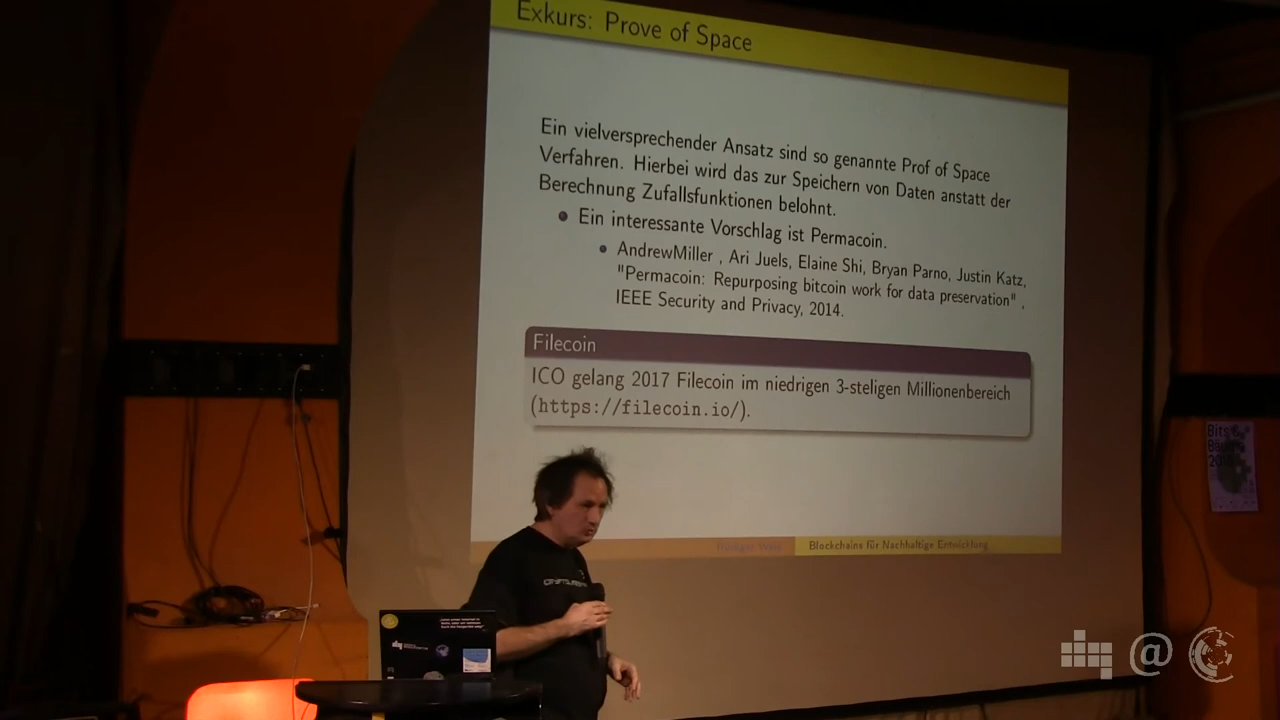 Exkurs: Prove of Space
Ein vielversprechender Ansatz sind so genannte Prof of Space
Verfahren. Hierbei wird das zur Speichern von Daten anstatt der
Berechnung Zufallsfunktionen belohnt.
Ein interessante Vorschlag ist Permacoin.
AndrewMiller , Ari Juels, Elaine Shi, Bryan Parno, Justin Katz,
"Permacoin: Repurposing bitcoin work for data preservation" ,
IEEE Security and Privacy, 2014.
Filecoin
ICO gelang 2017 Filecoin im niedrigen 3-steligen Millionenbereich
(https://filecoin.io/).
Blockchains für Nachhaltige Entwicklung
Bits